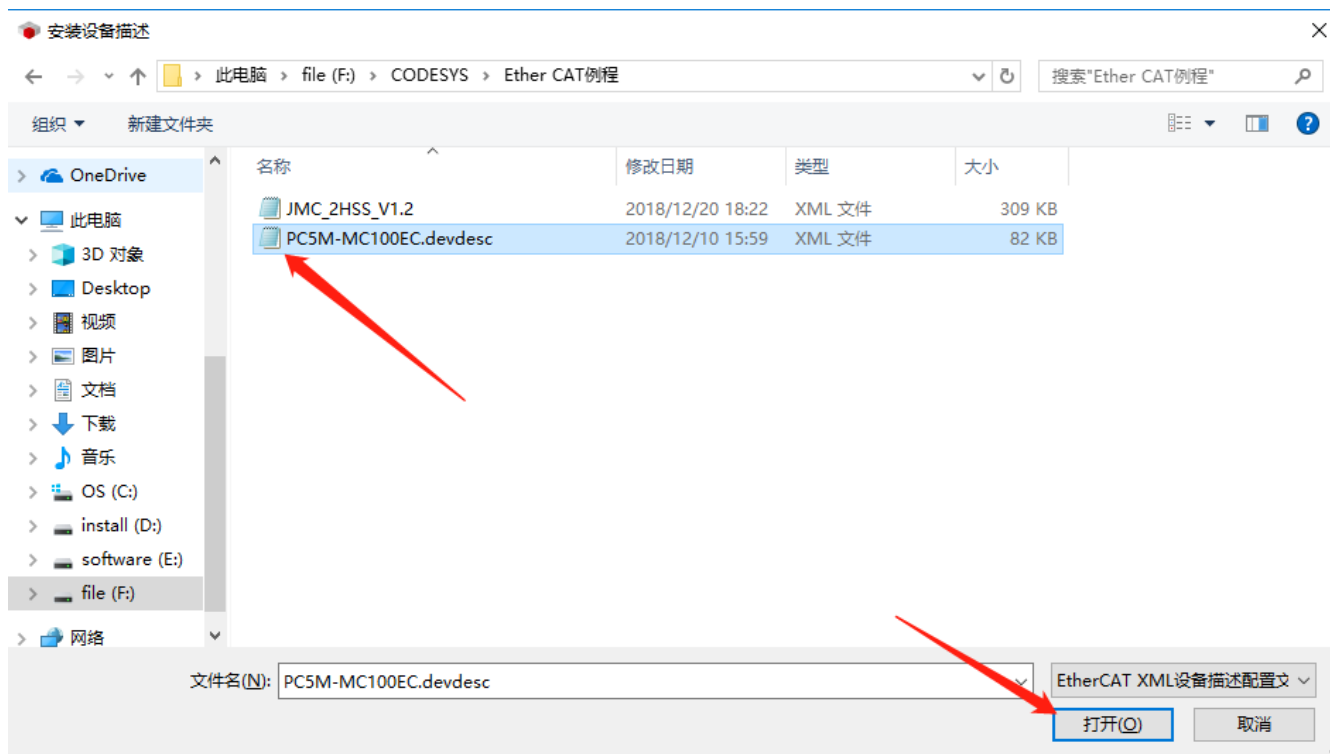 安装设备描述
此电脑 › file (F:) › CODESYS › Ether CAT例程
搜索"Ether CAT例程"
组织 新建文件夹
名称 修改日期 类型 大小
JMC_2HSS_V1.2 2018/12/20 18:22 XML 文件 309 KB
PC5M-MC100EC.devdesc 2018/12/10 15:59 XML 文件 82 KB
OneDrive
此电脑
3D 对象
Desktop
视频
图片
文档
下载
音乐
OS (C:)
install (D:)
software (E:)
file (F:)
网络
文件名(N): PC5M-MC100EC.devdesc
EtherCAT XML设备描述配置文
打开(O) 取消